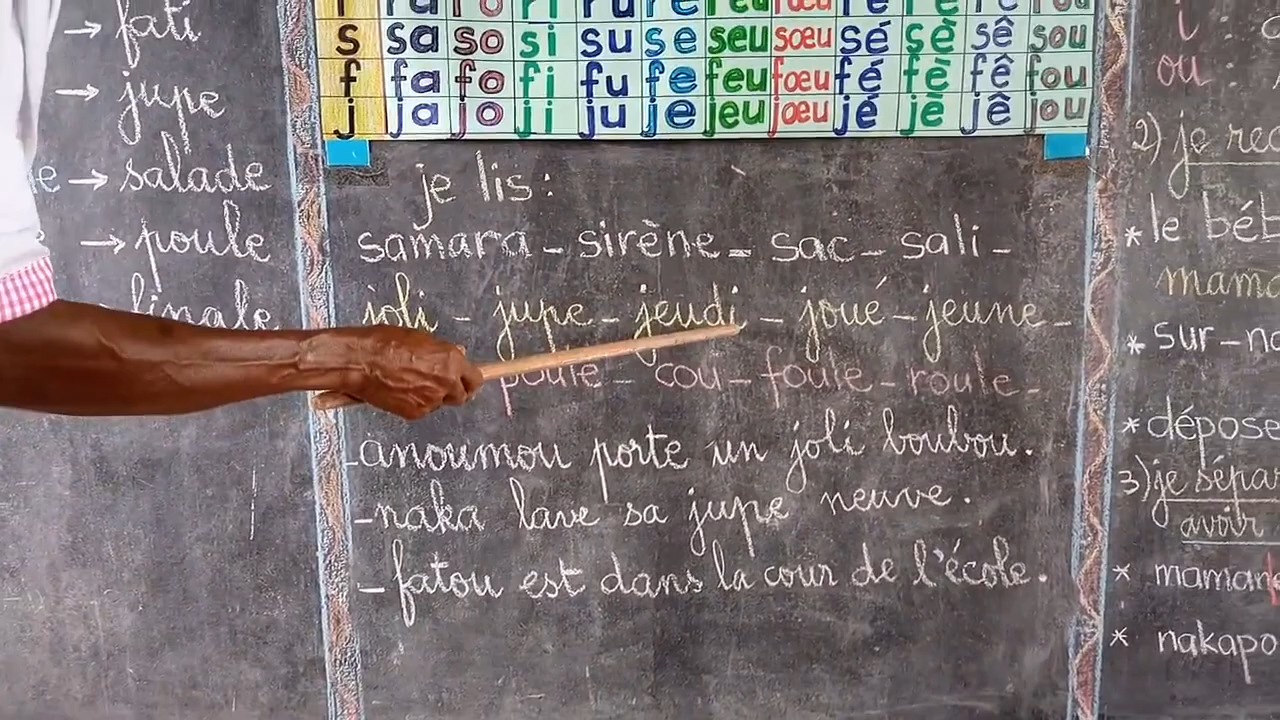 → fati
→ jupe
→ salade
→ poule
s sa so si su se seu sœu sé sè sê sou
f fa fo fi fu fe feu fœu fé fè fê fou
j ja jo ji ju je jeu jœu jé jè jê jou
je lis :
samara - sirène - sac - sali -
joli - jupe - jeudi - joué - jeune -
poule - cou - foule - roule -
- anoumou porte un joli boubou.
- naka lave sa jupe neuve.
- fatou est dans la cour de l'école.
i :
ou :
2) je rec
* le béb
mama
* sur - na
* dépose
3) je sépar
avoir
* maman
* nakapo